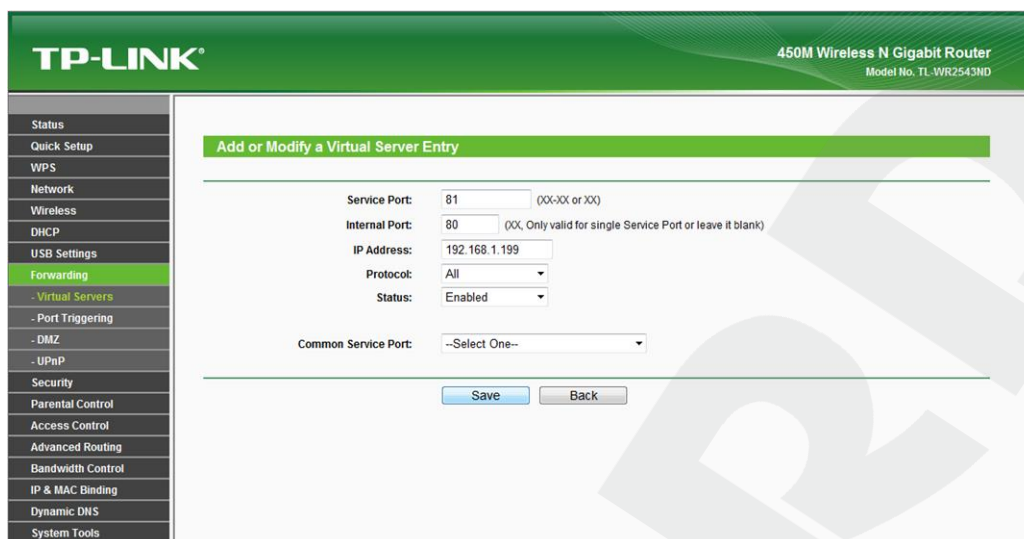 TP-LINK®
450M Wireless N Gigabit Router
Model No. TL-WR2543ND
Status
Quick Setup
WPS
Network
Wireless
DHCP
USB Settings
Forwarding
- Virtual Servers
- Port Triggering
- DMZ
- UPnP
Security
Parental Control
Access Control
Advanced Routing
Bandwidth Control
IP & MAC Binding
Dynamic DNS
System Tools
Add or Modify a Virtual Server Entry
Service Port: 81 (XX-XX or XX)
Internal Port: 80 (XX, Only valid for single Service Port or leave it blank)
IP Address: 192.168.1.199
Protocol: All
Status: Enabled
Common Service Port: --Select One--
Save Back